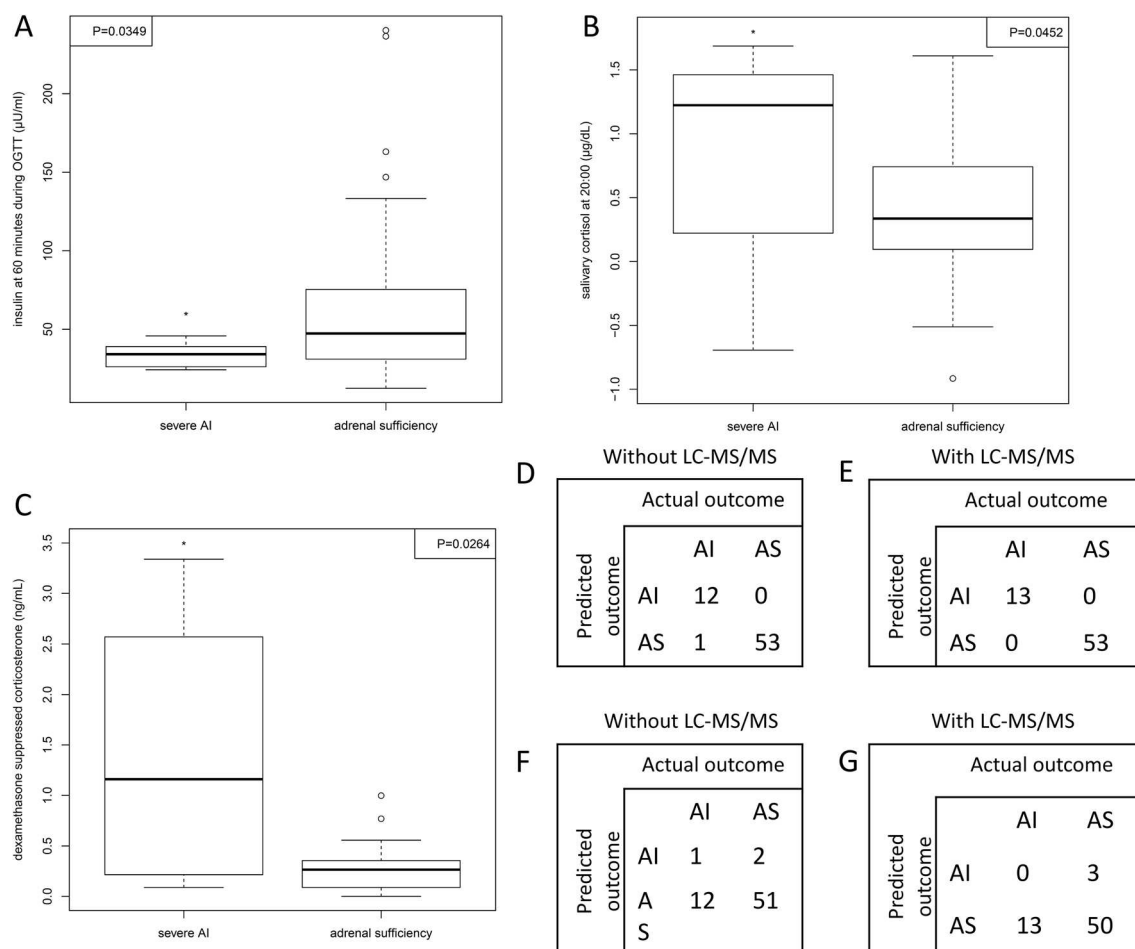 A
P=0.0349
insulin at 60 minutes during OGTT (µU/ml)
200
150
100
50
severe AI
adrenal sufficiency
*
B
P=0.0452
salivary cortisol at 20:00 (µg/dL)
1.5
1.0
0.5
0.0
−0.5
−1.0
severe AI
adrenal sufficiency
*
C
P=0.0264
dexamethasone suppressed corticosterone (ng/mL)
3.5
3.0
2.5
2.0
1.5
1.0
0.5
0.0
severe AI
adrenal sufficiency
*
D
Without LC-MS/MS
Actual outcome
Predicted
outcome
AI AS
AI 12 0
AS 1 53
E
With LC-MS/MS
Actual outcome
Predicted
outcome
AI AS
AI 13 0
AS 0 53
F
Without LC-MS/MS
Actual outcome
Predicted
outcome
AI AS
AI 1 2
A 12 51
S
G
With LC-MS/MS
Actual outcome
Predicted
outcome
AI AS
AI 0 3
AS 13 50